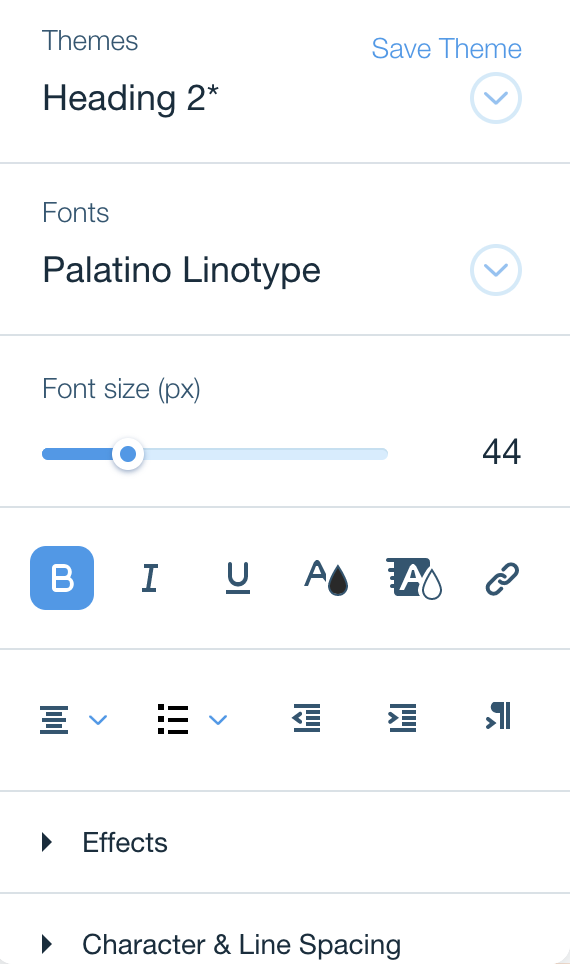 Themes
Save Theme
Heading 2*
Fonts
Palatino Linotype
Font size (px)
44
B I U A A
Effects
Character & Line Spacing